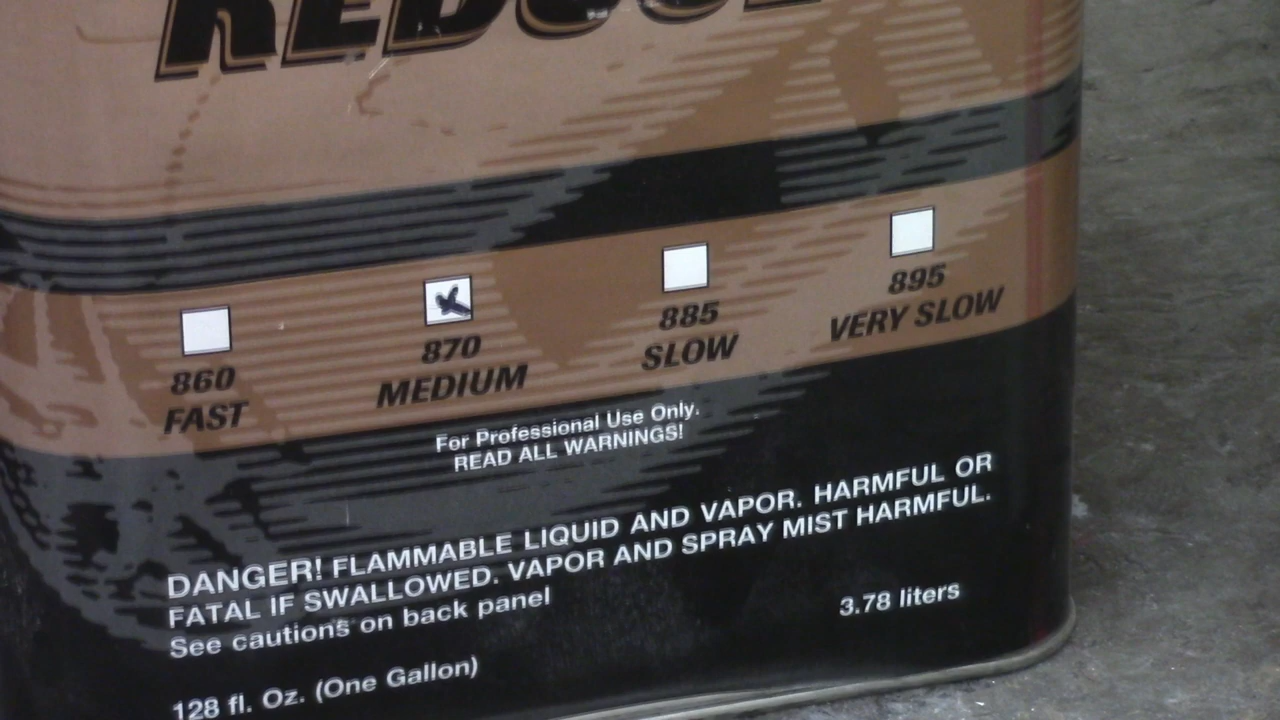 860
FAST
870
MEDIUM
885
SLOW
895
VERY SLOW
For Professional Use Only.
READ ALL WARNINGS!
DANGER! FLAMMABLE LIQUID AND VAPOR. HARMFUL OR
FATAL IF SWALLOWED. VAPOR AND SPRAY MIST HARMFUL.
See cautions on back panel
3.78 liters
128 fl. Oz. (One Gallon)